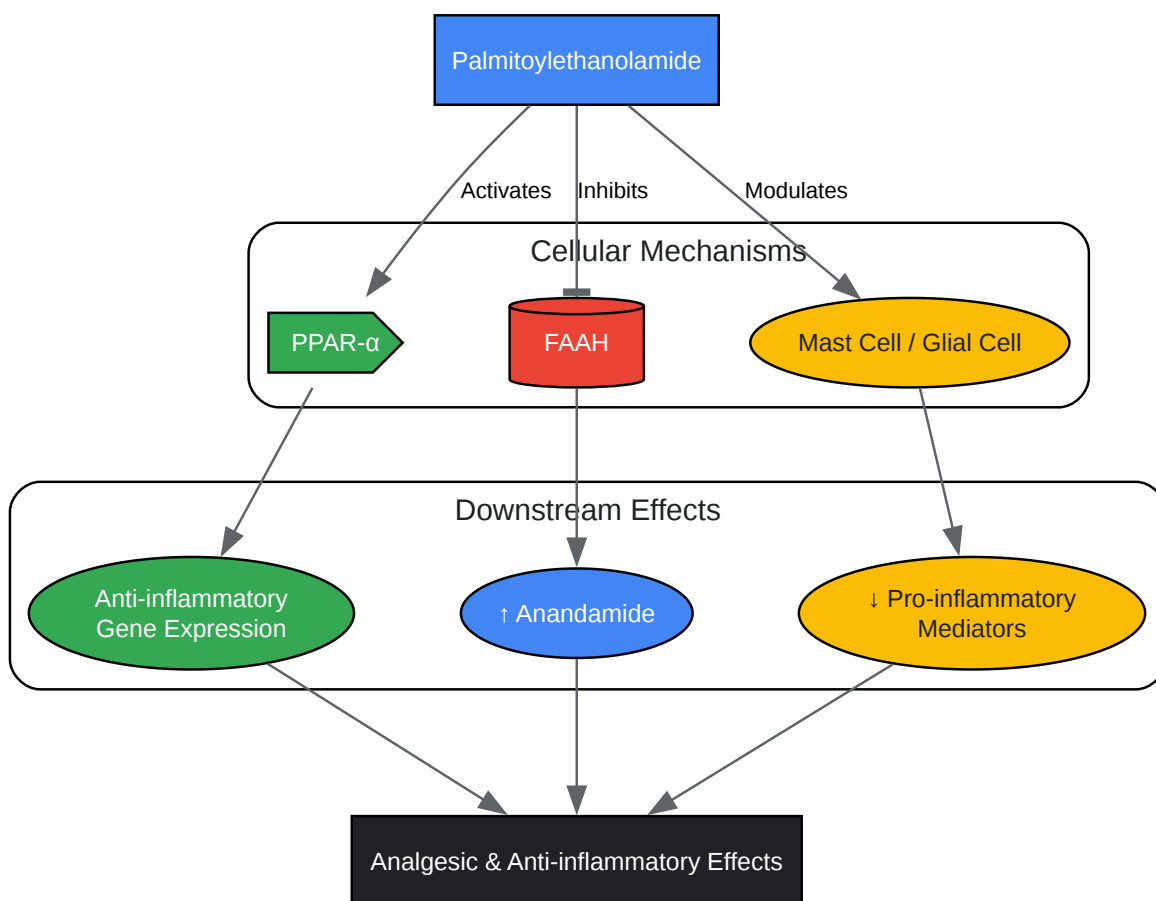 Palmitoylethanolamide
Activates
Inhibits
Modulates
Cellular Mechanisms
PPAR-α
FAAH
Mast Cell / Glial Cell
Downstream Effects
Anti-inflammatory
Gene Expression
↑ Anandamide
↓ Pro-inflammatory
Mediators
Analgesic & Anti-inflammatory Effects